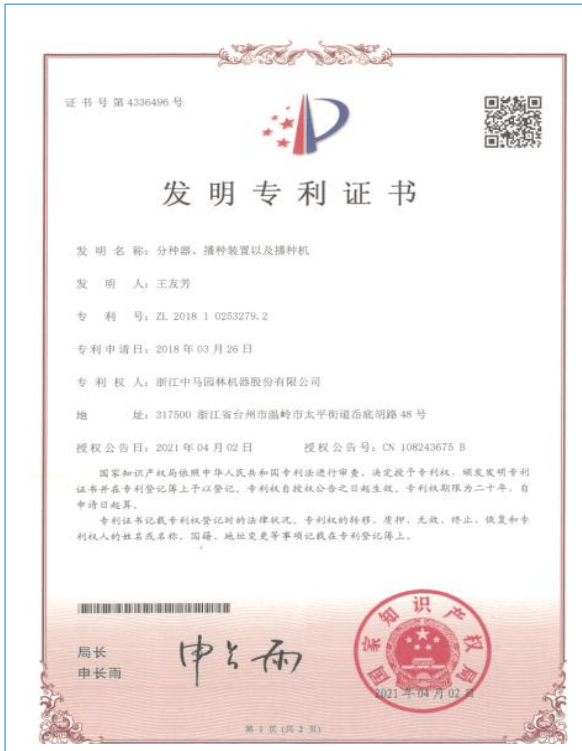 证书号第4336496号
发明专利证书
发明名称：分种器、播种装置以及播种机
发明人：王友芳
专利号：ZL 2018 1 0253279.2
专利申请日：2018年03月26日
专利权人：浙江中马园林机器股份有限公司
地址：317500 浙江省台州市温岭市太平街道岙底胡路48号
授权公告日：2021年04月02日 授权公告号：CN 108243675 B
国家知识产权局依照中华人民共和国专利法进行审查，决定授予专利权，颁发发明专利
证书并在专利登记簿上予以登记。专利权自授权公告之日起生效。专利权期限为二十年，自
申请日起算。
专利证书记载专利权登记时的法律状况。专利权的转移、质押、无效、终止、恢复和专
利权人的姓名或名称、国籍、地址变更等事项记载在专利登记簿上。
局长
申长雨
申长雨
国家知识产权局
2021年04月02日
第1页(共2页)